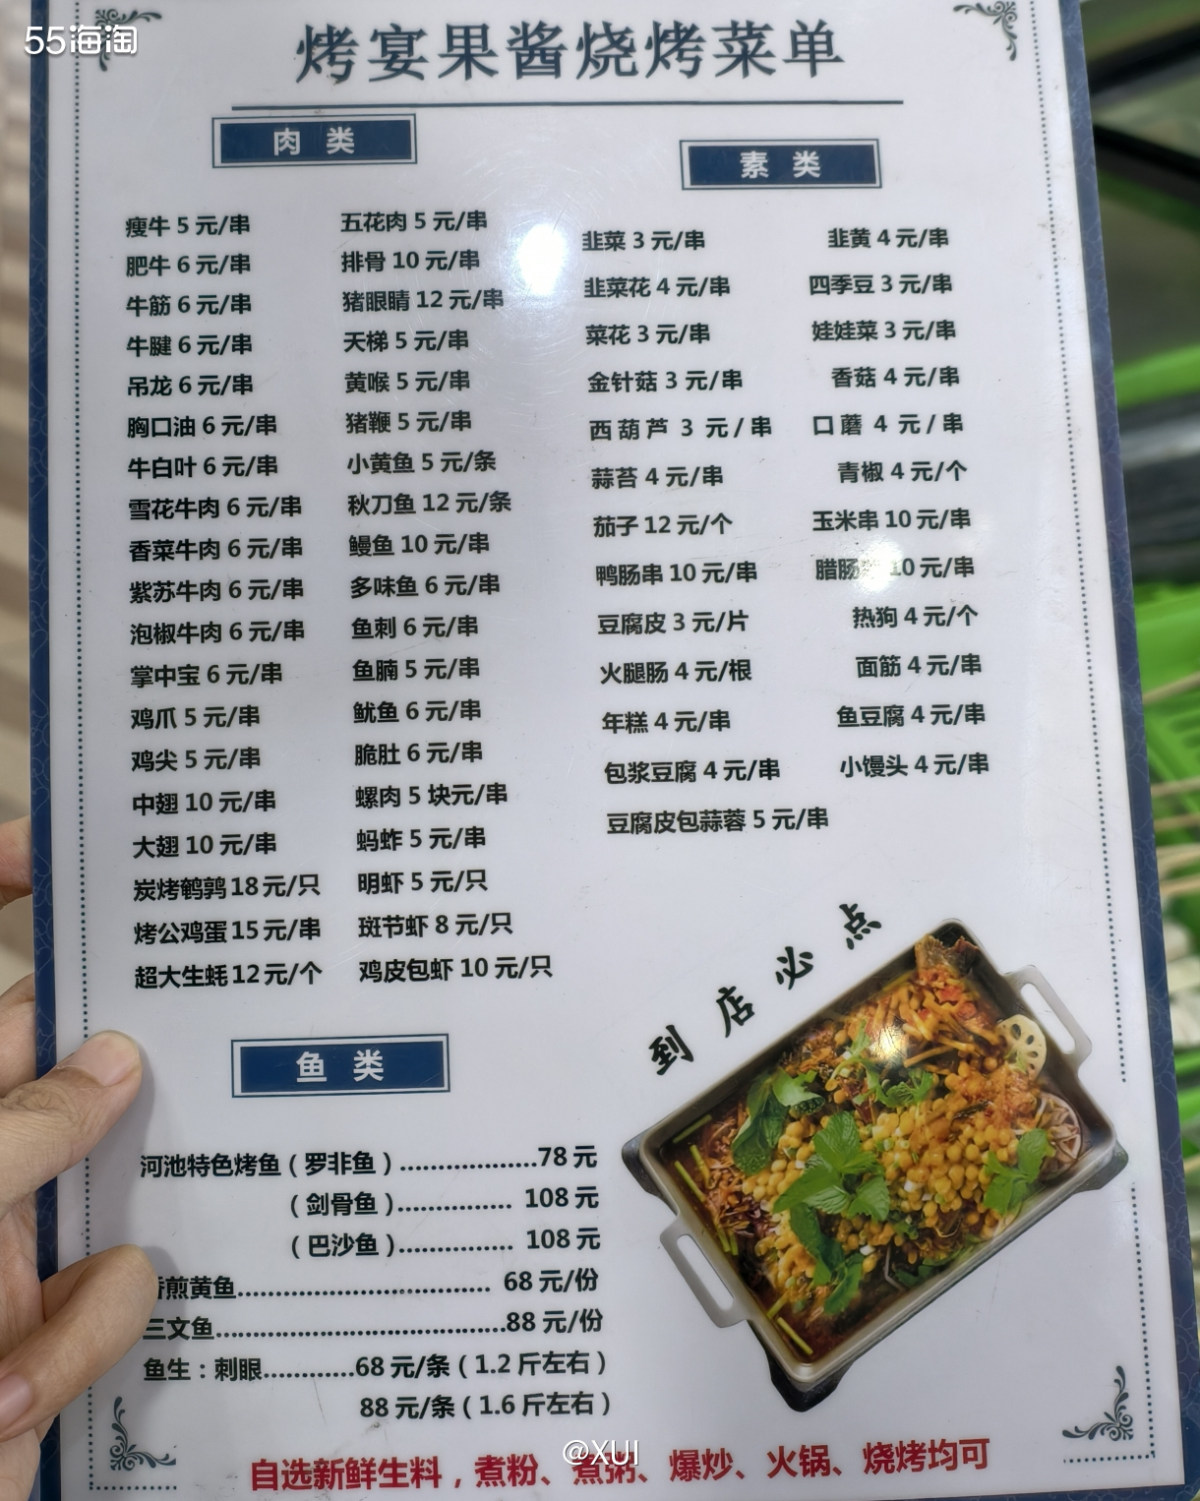 55海淘
烤宴果酱烧烤菜单
肉 类
瘦牛 5 元/串
肥牛 6 元/串
牛筋 6 元/串
牛腱 6 元/串
吊龙 6 元/串
胸口油 6 元/串
牛白叶 6 元/串
雪花牛肉 6 元/串
香菜牛肉 6 元/串
紫苏牛肉 6 元/串
泡椒牛肉 6 元/串
掌中宝 6 元/串
鸡爪 5 元/串
鸡尖 5 元/串
中翅 10 元/串
大翅 10 元/串
炭烤鹌鹑 18 元/只
烤公鸡蛋 15 元/串
超大生蚝 12 元/个
五花肉 5 元/串
排骨 10 元/串
猪眼睛 12 元/串
天梯 5 元/串
黄喉 5 元/串
猪鞭 5 元/串
小黄鱼 5 元/条
秋刀鱼 12 元/条
鳗鱼 10 元/串
多味鱼 6 元/串
鱼刺 6 元/串
鱼腩 5 元/串
鱿鱼 6 元/串
脆肚 6 元/串
螺肉 5 块元/串
蚂蚱 5 元/串
明虾 5 元/只
斑节虾 8 元/只
鸡皮包虾 10 元/只
素 类
韭菜 3 元/串
韭菜花 4 元/串
菜花 3 元/串
金针菇 3 元/串
西 葫 芦 3 元 / 串
蒜苔 4 元/串
茄子 12 元/个
鸭肠串 10 元/串
豆腐皮 3 元/片
火腿肠 4 元/根
年糕 4 元/串
包浆豆腐 4 元/串
豆腐皮包蒜蓉 5 元/串
韭黄 4 元/串
四季豆 3 元/串
娃娃菜 3 元/串
香菇 4 元/串
口 蘑 4 元 / 串
青椒 4 元/个
玉米串 10 元/串
腊肠 10 元/串
热狗 4 元/个
面筋 4 元/串
鱼豆腐 4 元/串
小馒头 4 元/串
到店必点
鱼 类
河池特色烤鱼（罗非鱼）..................78 元
（剑骨鱼）............... 108 元
（巴沙鱼）............... 108 元
煎黄鱼................................. 68 元/份
三文鱼......................................88 元/份
鱼生：刺眼............68 元/条（1.2 斤左右）
88 元/条（1.6 斤左右）
@XUI
自选新鲜生料，煮粉、煮粥、爆炒、火锅、烧烤均可